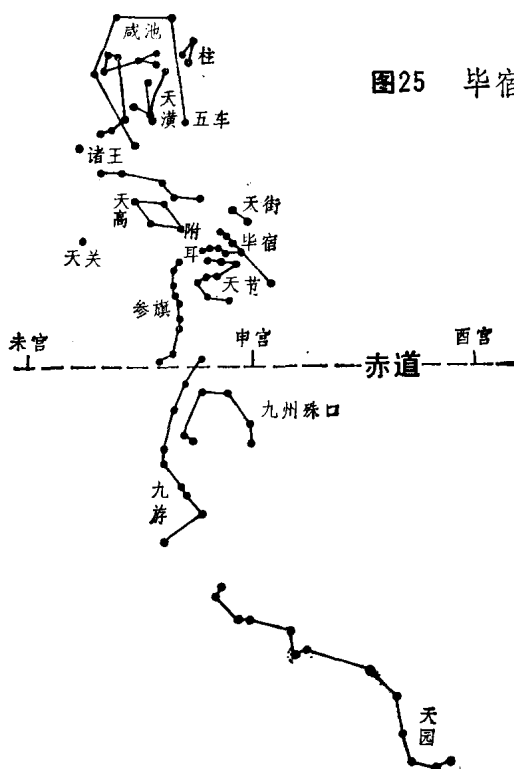 图25 毕宿
咸池
柱
天潢
五车
诸王
天高
天街
附耳
毕宿
天关
天节
参旗
未宫
申宫
酉宫
赤道
九州珠口
九斿
天园